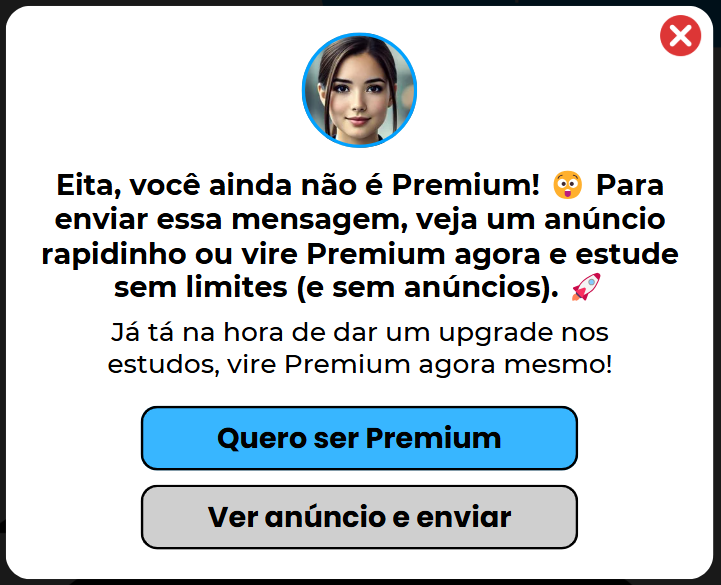 Eita, você ainda não é Premium! 😲 Para
enviar essa mensagem, veja um anúncio
rapidinho ou vire Premium agora e estude
sem limites (e sem anúncios). 🚀
Já tá na hora de dar um upgrade nos
estudos, vire Premium agora mesmo!
Quero ser Premium
Ver anúncio e enviar